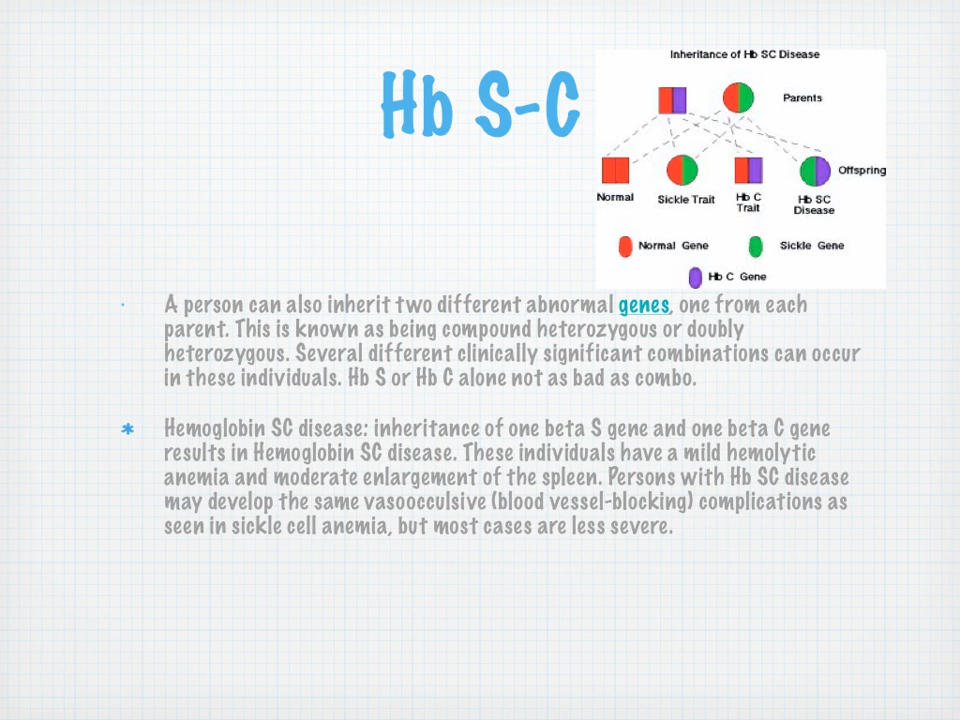 Hb S-C
Inheritance of Hb SC Disease
Parents
Offspring
Normal
Sickle Trait
Hb C
Trait
Hb SC
Disease
Normal Gene
Sickle Gene
Hb C Gene
· A person can also inherit two different abnormal genes, one from each
parent. This is known as being compound heterozygous or doubly
heterozygous. Several different clinically significant combinations can occur
in these individuals. Hb S or Hb C alone not as bad as combo.
* Hemoglobin SC disease: inheritance of one beta S gene and one beta C gene
results in Hemoglobin SC disease. These individuals have a mild hemolytic
anemia and moderate enlargement of the spleen. Persons with Hb SC disease
may develop the same vasoocculsive (blood vessel-blocking) complications as
seen in sickle cell anemia, but most cases are less severe.